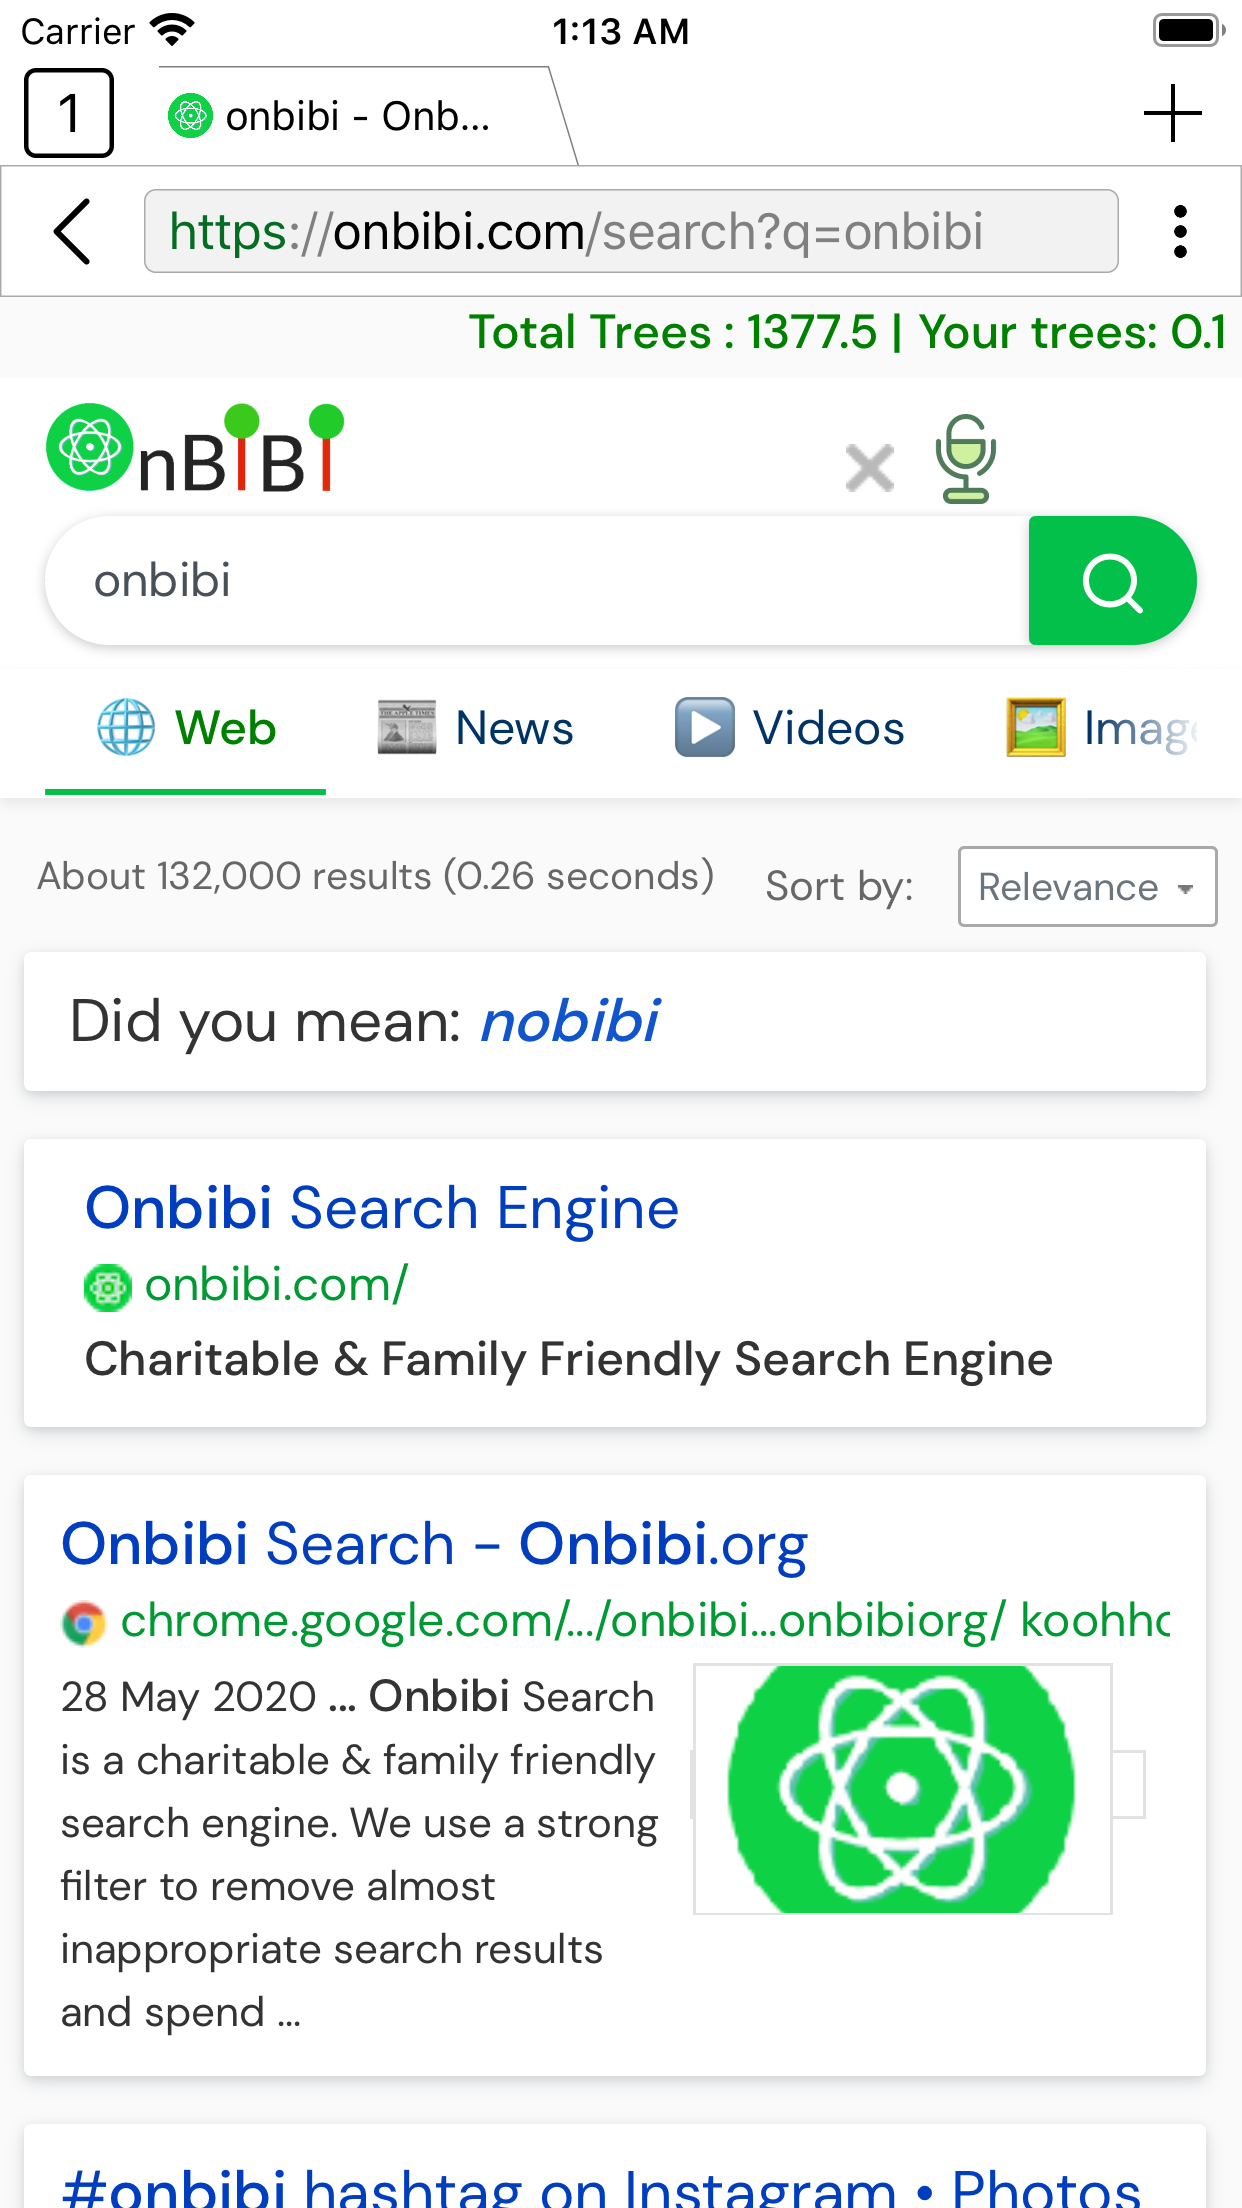 Carrier 1:13 AM
1 onbibi - Onb...
https://onbibi.com/search?q=onbibi
Total Trees : 1377.5 | Your trees: 0.1
OnBiBi
onbibi
Web News Videos Image
About 132,000 results (0.26 seconds) Sort by: Relevance
Did you mean: nobibi
Onbibi Search Engine
onbibi.com/
Charitable & Family Friendly Search Engine
Onbibi Search - Onbibi.org
chrome.google.com/.../onbibi...onbibiorg/ koohhc
28 May 2020 ... Onbibi Search
is a charitable & family friendly
search engine. We use a strong
filter to remove almost
inappropriate search results
and spend ...
#onbibi hashtag on Instagram • Photos